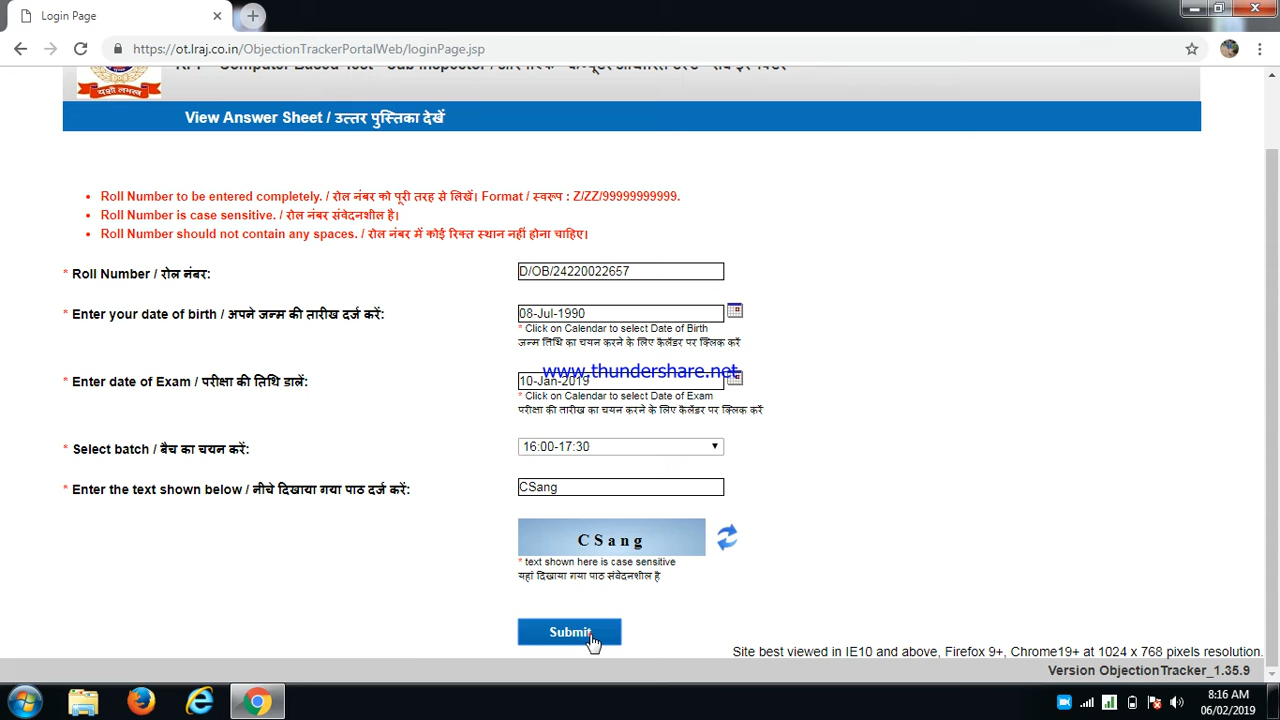 Login Page
https://ot.lraj.co.in/ObjectionTrackerPortalWeb/loginPage.jsp
यशो लभस्व
View Answer Sheet / उत्तर पुस्तिका देखें
Roll Number to be entered completely. / रोल नंबर को पूरी तरह से लिखें। Format / स्वरूप : Z/ZZ/99999999999.
Roll Number is case sensitive. / रोल नंबर संवेदनशील है।
Roll Number should not contain any spaces. / रोल नंबर में कोई रिक्त स्थान नहीं होना चाहिए।
* Roll Number / रोल नंबर: D/OB/24220022657
* Enter your date of birth / अपने जन्म की तारीख दर्ज करें: 08-Jul-1990
* Click on Calendar to select Date of Birth
जन्म तिथि का चयन करने के लिए कैलेंडर पर क्लिक करें
www.thundershare.net
* Enter date of Exam / परीक्षा की तिथि डालें: 10-Jan-2019
* Click on Calendar to select Date of Exam
परीक्षा की तारीख का चयन करने के लिए कैलेंडर पर क्लिक करें
* Select batch / बैच का चयन करें: 16:00-17:30
* Enter the text shown below / नीचे दिखाया गया पाठ दर्ज करें: CSang
CSang
* text shown here is case sensitive
यहां दिखाया गया पाठ संवेदनशील है
Submit
Site best viewed in IE10 and above, Firefox 9+, Chrome19+ at 1024 x 768 pixels resolution.
Version ObjectionTracker_1.35.9
8:16 AM
06/02/2019